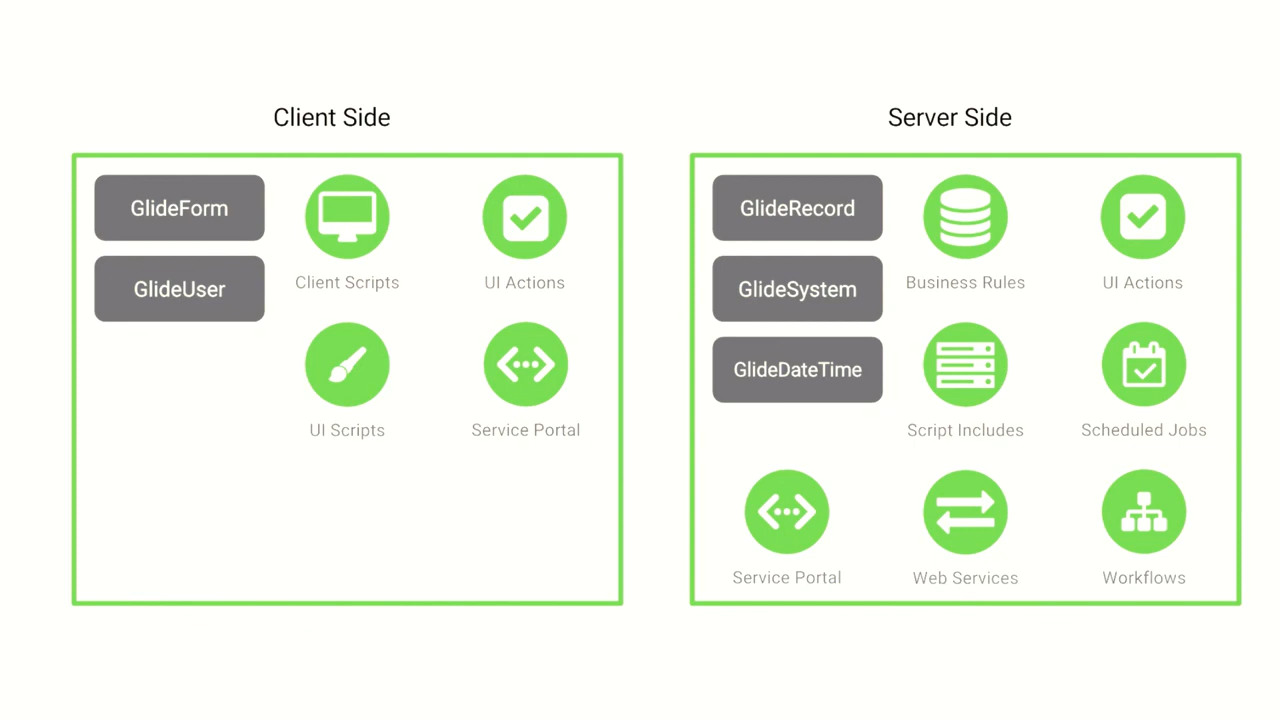 Client Side
GlideForm
GlideUser
Client Scripts
UI Actions
UI Scripts
Service Portal
Server Side
GlideRecord
GlideSystem
GlideDateTime
Business Rules
UI Actions
Script Includes
Scheduled Jobs
Service Portal
Web Services
Workflows